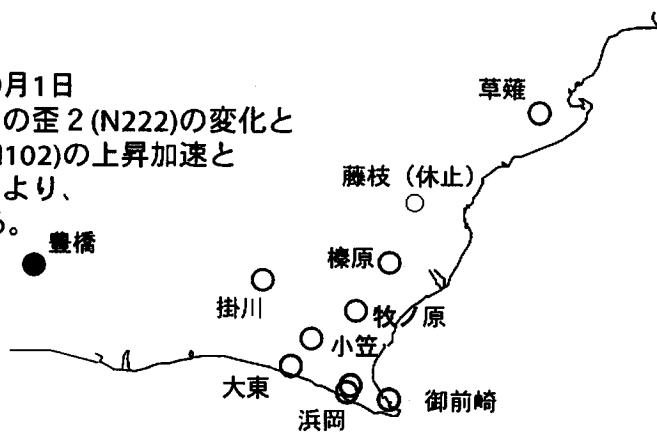 月1日
の歪２(N222)の変化と
102)の上昇加速と
より、
。
草薙
藤枝（休止）
豊橋
榛原
掛川
牧ノ原
小笠
大東
御前崎
浜岡